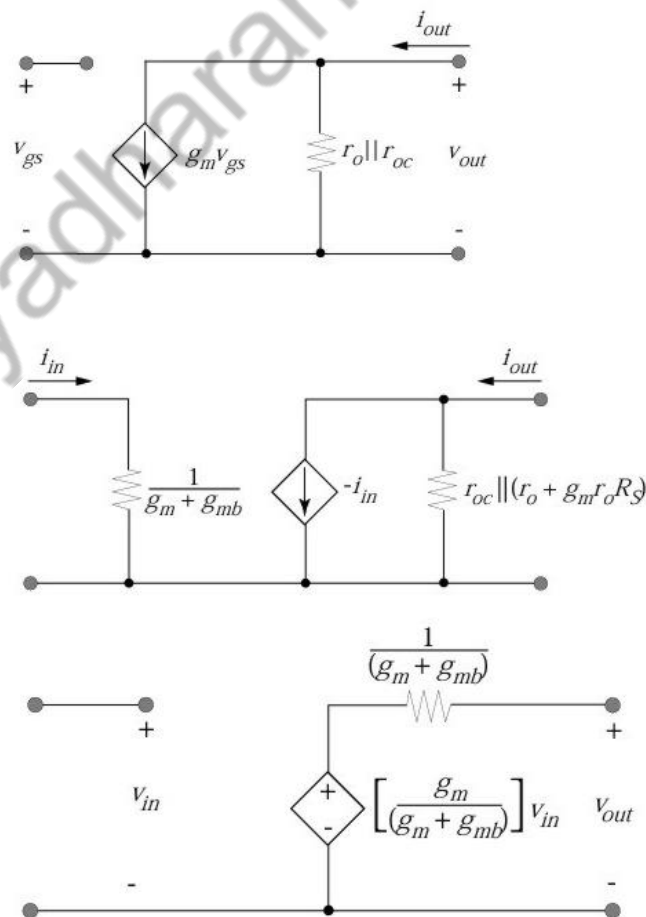 i_out
+ +
v_gs g_m v_gs r_o || r_oc v_out
- -
i_in i_out
1/(g_m + g_mb) -i_in r_oc || (r_o + g_m r_o R_S)
1/(g_m + g_mb)
+ +
v_in + - [g_m/(g_m + g_mb)] v_in v_out
- -